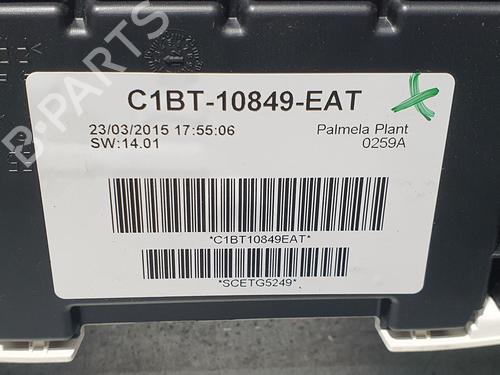 C1BT-10849-EAT
23/03/2015 17:55:06 Palmela Plant
SW:14.01 0259A
*C1BT10849EAT*
*SCETG5249*
B-PARTS